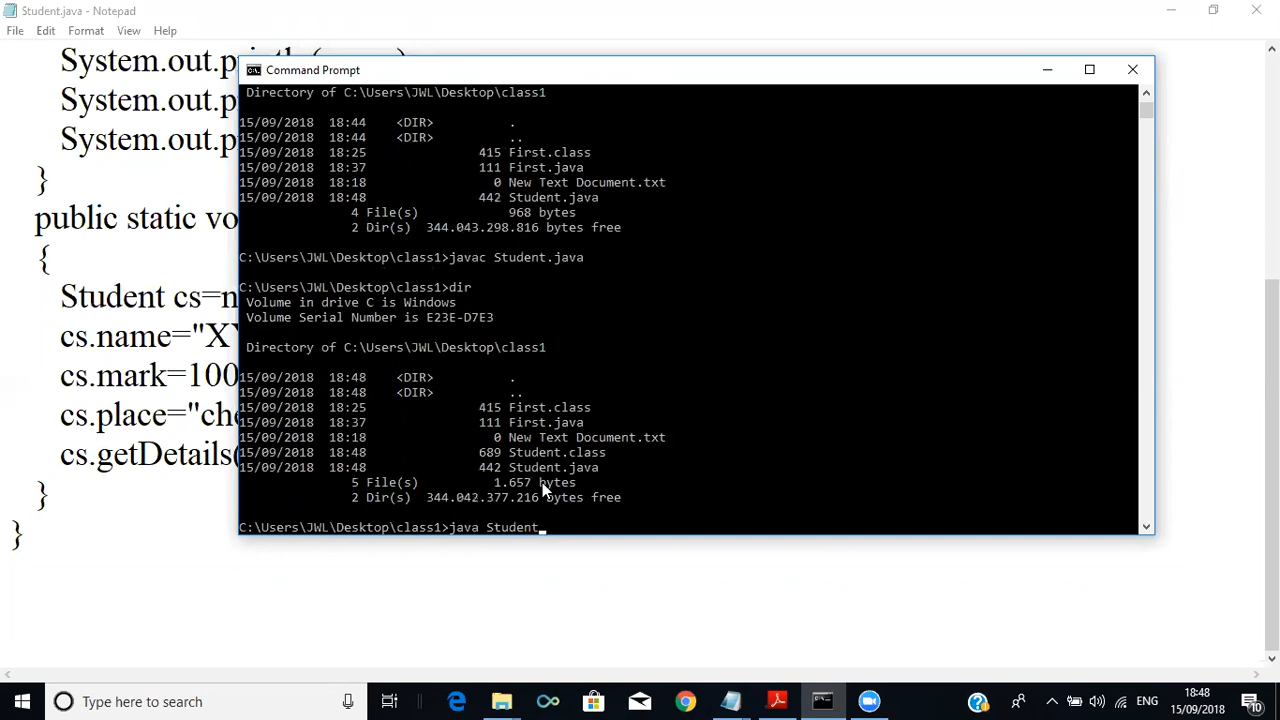 Student.java - Notepad
File Edit Format View Help
System.out.p
System.out.p
System.out.p
}
public static vo
{
Student cs=n
cs.name="XY
cs.mark=100
cs.place="che
cs.getDetails(
}
}
Command Prompt
Directory of C:\Users\JWL\Desktop\class1
15/09/2018 18:44 <DIR> .
15/09/2018 18:44 <DIR> ..
15/09/2018 18:25 415 First.class
15/09/2018 18:37 111 First.java
15/09/2018 18:18 0 New Text Document.txt
15/09/2018 18:48 442 Student.java
4 File(s) 968 bytes
2 Dir(s) 344.043.298.816 bytes free
C:\Users\JWL\Desktop\class1>javac Student.java
C:\Users\JWL\Desktop\class1>dir
Volume in drive C is Windows
Volume Serial Number is E23E-D7E3
Directory of C:\Users\JWL\Desktop\class1
15/09/2018 18:48 <DIR> .
15/09/2018 18:48 <DIR> ..
15/09/2018 18:25 415 First.class
15/09/2018 18:37 111 First.java
15/09/2018 18:18 0 New Text Document.txt
15/09/2018 18:48 689 Student.class
15/09/2018 18:48 442 Student.java
5 File(s) 1.657 bytes
2 Dir(s) 344.042.377.216 bytes free
C:\Users\JWL\Desktop\class1>java Student
Type here to search
ENG
18:48
15/09/2018
10